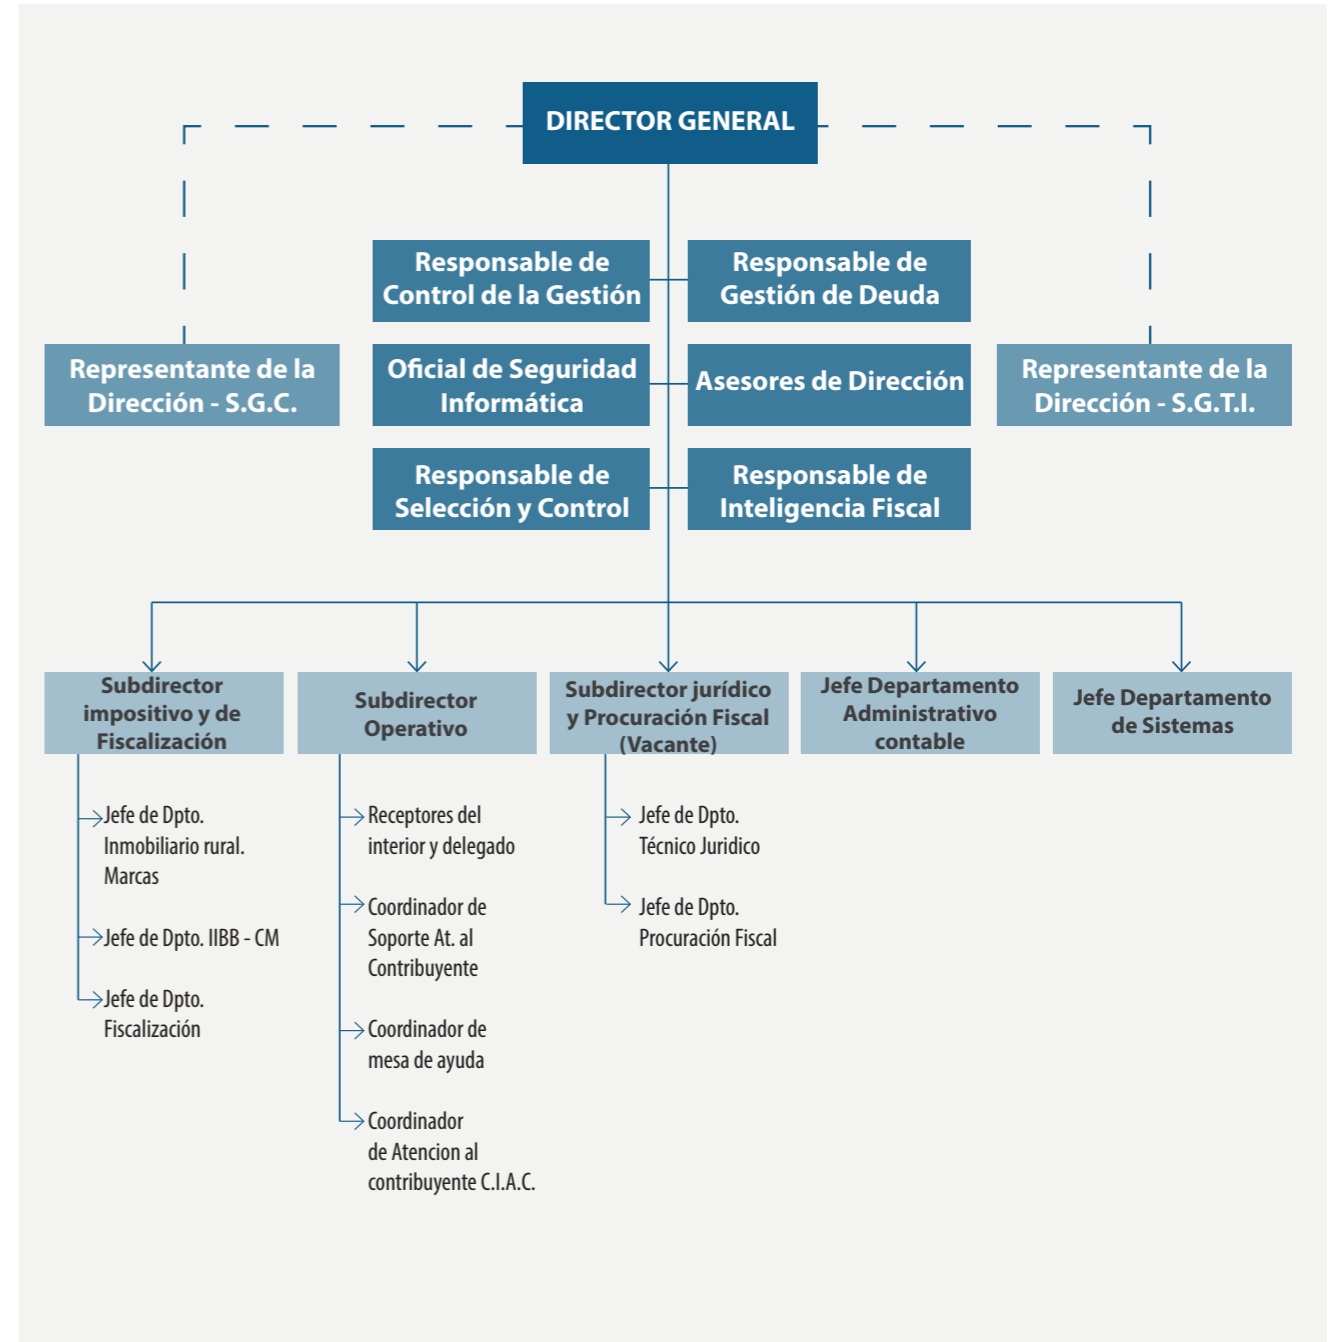 DIRECTOR GENERAL
Responsable de
Control de la Gestión
Responsable de
Gestión de Deuda
Representante de la
Dirección - S.G.C.
Oficial de Seguridad
Informática
Asesores de Dirección
Representante de la
Dirección - S.G.T.I.
Responsable de
Selección y Control
Responsable de
Inteligencia Fiscal
Subdirector
impositivo y de
Fiscalización
Subdirector
Operativo
Subdirector jurídico
y Procuración Fiscal
(Vacante)
Jefe Departamento
Administrativo
contable
Jefe Departamento
de Sistemas
Jefe de Dpto.
Inmobiliario rural.
Marcas
Jefe de Dpto. IIBB - CM
Jefe de Dpto.
Fiscalización
Receptores del
interior y delegado
Coordinador de
Soporte At. al
Contribuyente
Coordinador de
mesa de ayuda
Coordinador
de Atencion al
contribuyente C.I.A.C.
Jefe de Dpto.
Técnico Juridico
Jefe de Dpto.
Procuración Fiscal